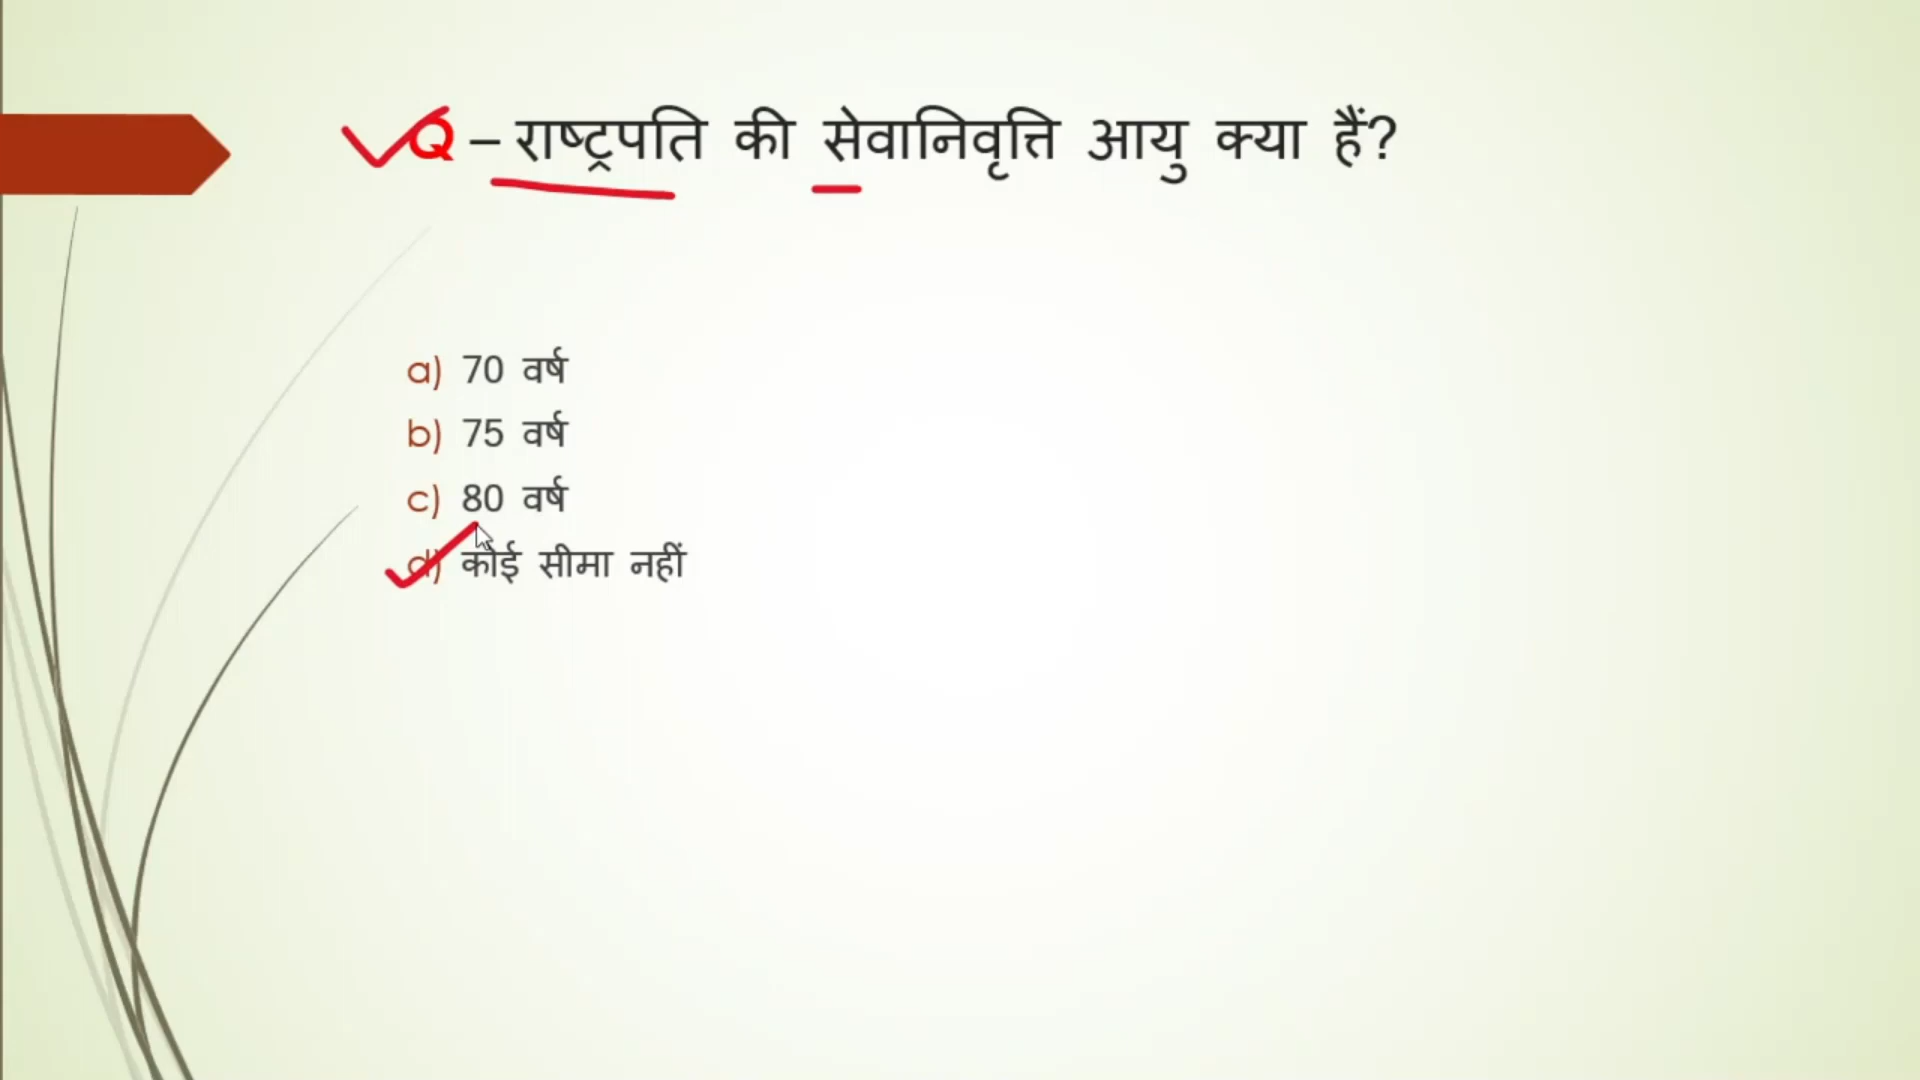 Q – राष्ट्रपति की सेवानिवृत्ति आयु क्या हैं?
a) 70 वर्ष
b) 75 वर्ष
c) 80 वर्ष
d) कोई सीमा नहीं